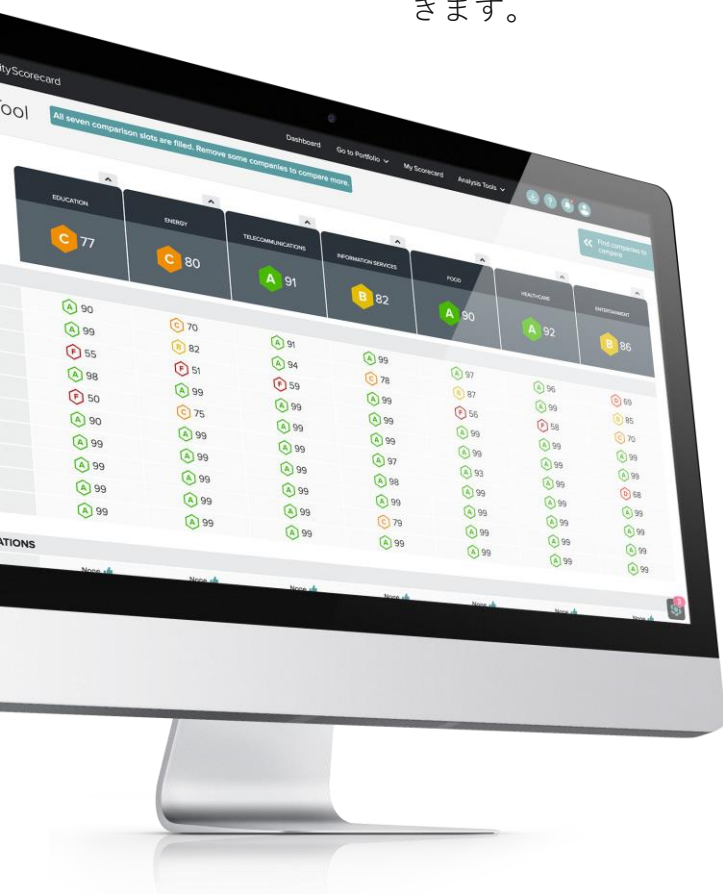 きます。
ityScorecard
Tool
All seven comparison slots are filled. Remove some companies to compare more.
Dashboard Go to Portfolio My Scorecard Analysis Tools
Find companies to compare
EDUCATION ENERGY TELECOMMUNICATIONS INFORMATION SERVICES FOOD HEALTHCARE ENTERTAINMENT
C 77 C 80 A 91 B 82 A 90 A 92 B 86
A 90 C 70 A 91 A 99 A 97 A 96 D 69
A 99 B 82 A 94 C 78 B 87 A 99 B 85
F 55 F 51 F 59 A 99 F 56 F 58 C 70
A 98 A 99 A 99 A 99 A 99 A 99 A 99
F 50 C 75 A 99 A 99 A 99 A 99 A 99
A 90 A 99 A 99 A 97 A 93 A 99 D 68
A 99 A 99 A 99 A 98 A 99 A 99 A 99
A 99 A 99 A 99 A 99 A 99 A 99 A 99
A 99 A 99 A 99 C 79 A 99 A 99 A 99
A 99 A 99 A 99 A 99 A 99 A 99 A 99
ATIONS
None None None None None None None